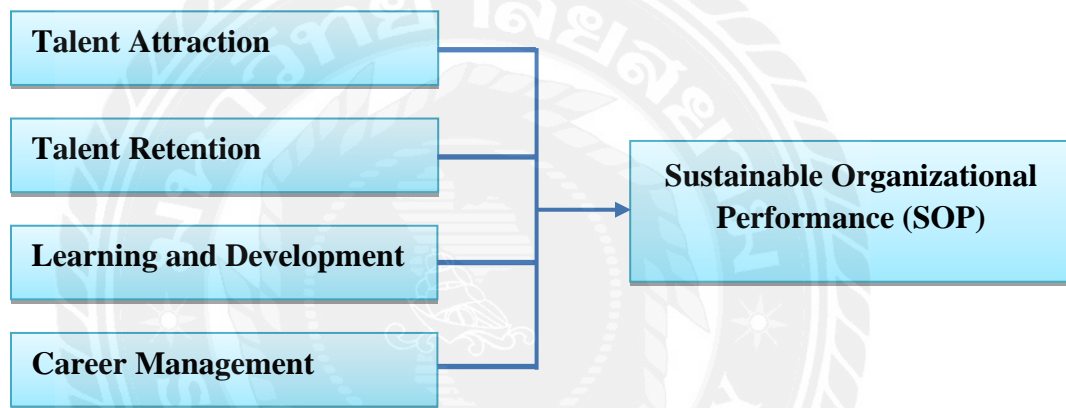 Talent Attraction
Talent Retention
Learning and Development
Career Management
Sustainable Organizational
Performance (SOP)